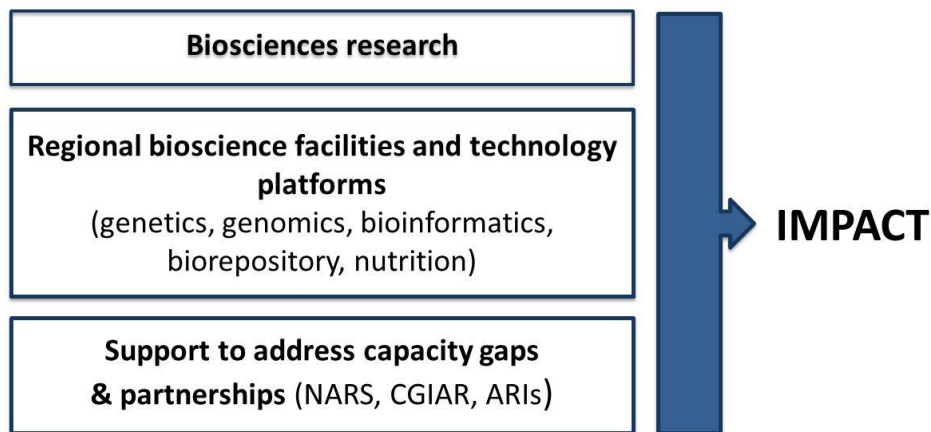 Biosciences research
Regional bioscience facilities and technology
platforms
(genetics, genomics, bioinformatics,
biorepository, nutrition)
Support to address capacity gaps
& partnerships (NARS, CGIAR, ARIs)
IMPACT